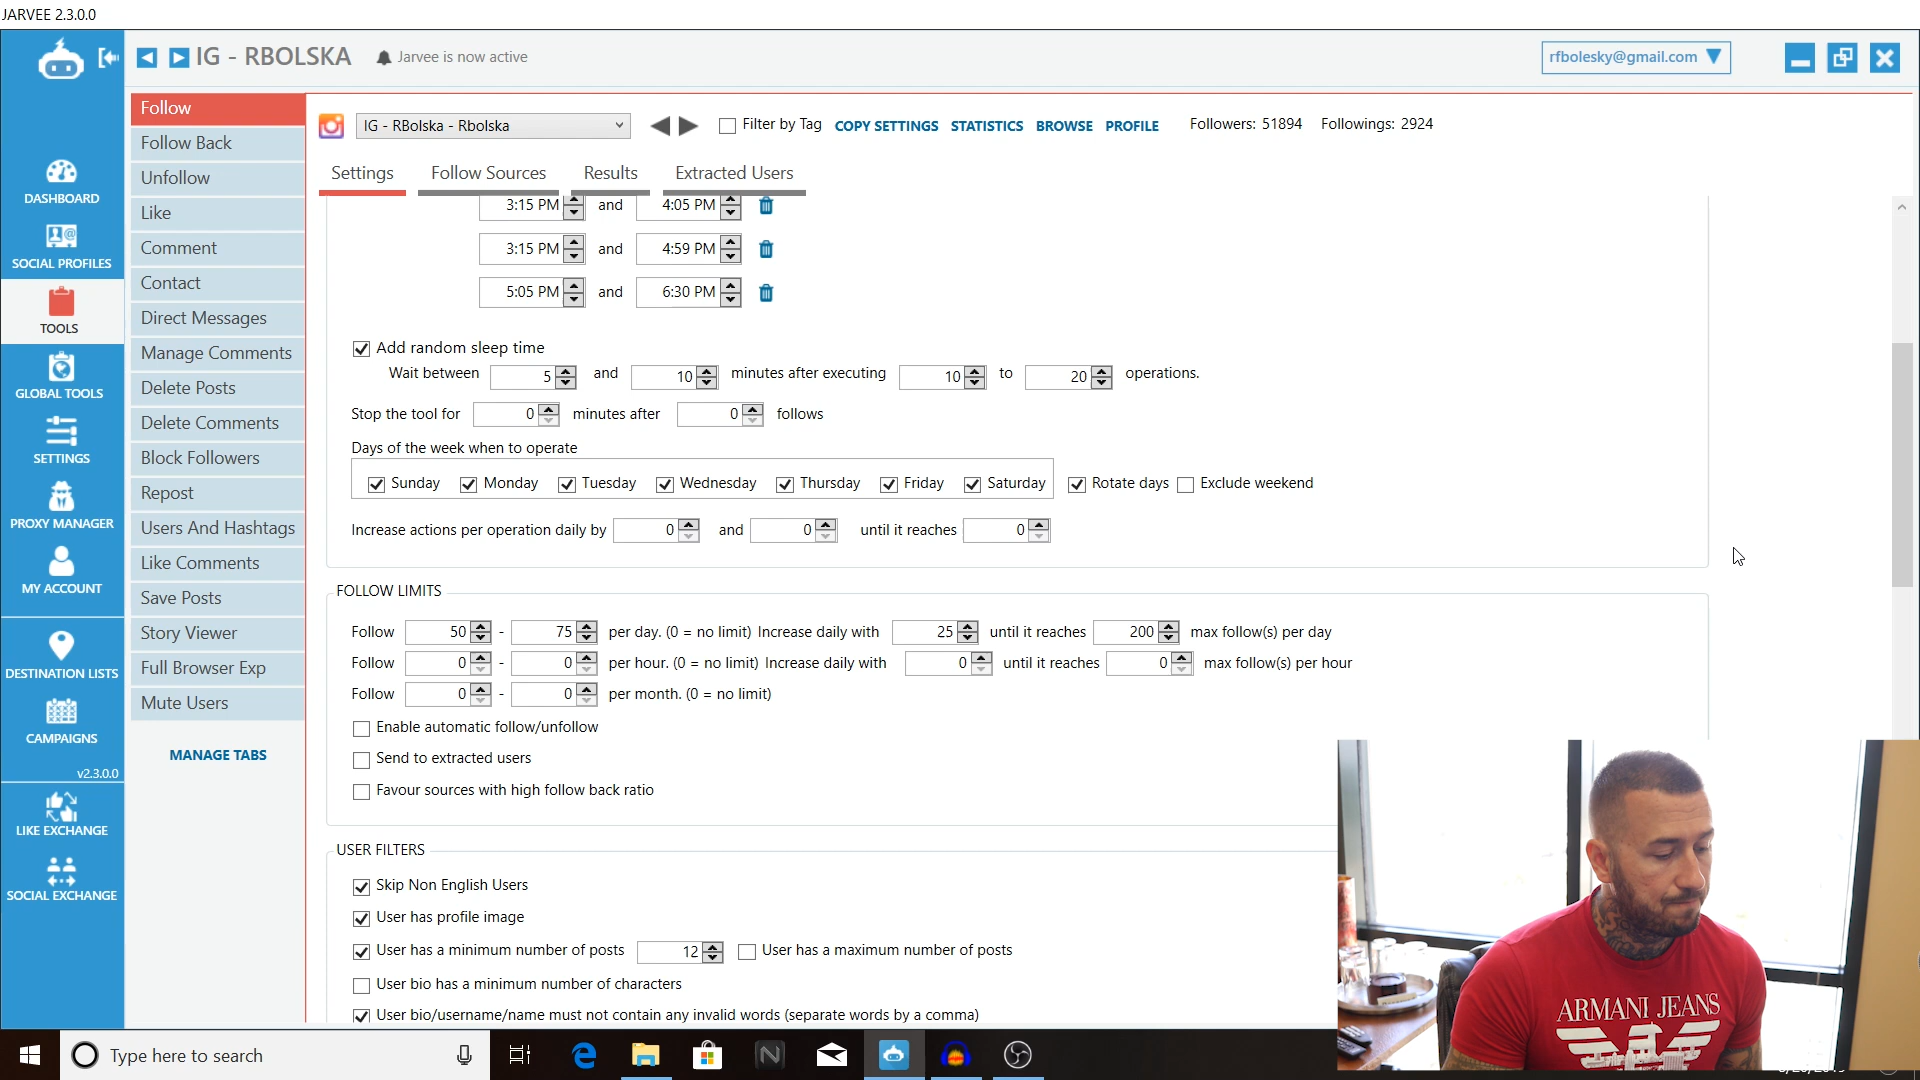 JARVEE 2.3.0.0
IG - RBOLSKA
Jarvee is now active
rfbolesky@gmail.com
DASHBOARD
SOCIAL PROFILES
TOOLS
GLOBAL TOOLS
SETTINGS
PROXY MANAGER
MY ACCOUNT
DESTINATION LISTS
CAMPAIGNS
v2.3.0.0
LIKE EXCHANGE
SOCIAL EXCHANGE
Follow
Follow Back
Unfollow
Like
Comment
Contact
Direct Messages
Manage Comments
Delete Posts
Delete Comments
Block Followers
Repost
Users And Hashtags
Like Comments
Save Posts
Story Viewer
Full Browser Exp
Mute Users
MANAGE TABS
IG - RBolska - Rbolska
Filter by Tag COPY SETTINGS STATISTICS BROWSE PROFILE Followers: 51894 Followings: 2924
Settings Follow Sources Results Extracted Users
3:15 PM and 4:05 PM
3:15 PM and 4:59 PM
5:05 PM and 6:30 PM
Add random sleep time
Wait between 5 and 10 minutes after executing 10 to 20 operations.
Stop the tool for 0 minutes after 0 follows
Days of the week when to operate
Sunday Monday Tuesday Wednesday Thursday Friday Saturday Rotate days Exclude weekend
Increase actions per operation daily by 0 and 0 until it reaches 0
FOLLOW LIMITS
Follow 50 - 75 per day. (0 = no limit) Increase daily with 25 until it reaches 200 max follow(s) per day
Follow 0 - 0 per hour. (0 = no limit) Increase daily with 0 until it reaches 0 max follow(s) per hour
Follow 0 - 0 per month. (0 = no limit)
Enable automatic follow/unfollow
Send to extracted users
Favour sources with high follow back ratio
USER FILTERS
Skip Non English Users
User has profile image
User has a minimum number of posts 12 User has a maximum number of posts
User bio has a minimum number of characters
User bio/username/name must not contain any invalid words (separate words by a comma)
ARMANI JEANS
Type here to search